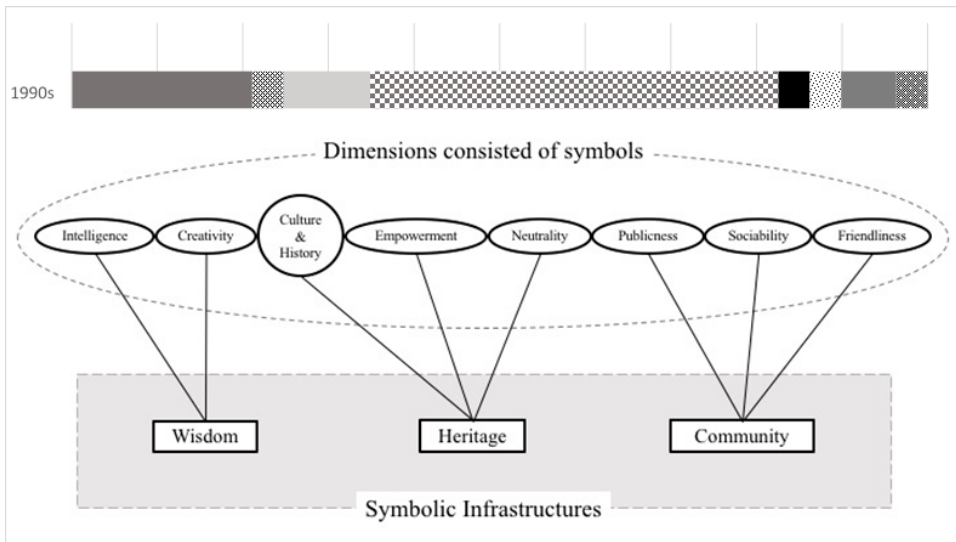 1990s
Dimensions consisted of symbols
Intelligence
Creativity
Culture
&
History
Empowerment
Neutrality
Publicness
Sociability
Friendliness
Wisdom
Heritage
Community
Symbolic Infrastructures